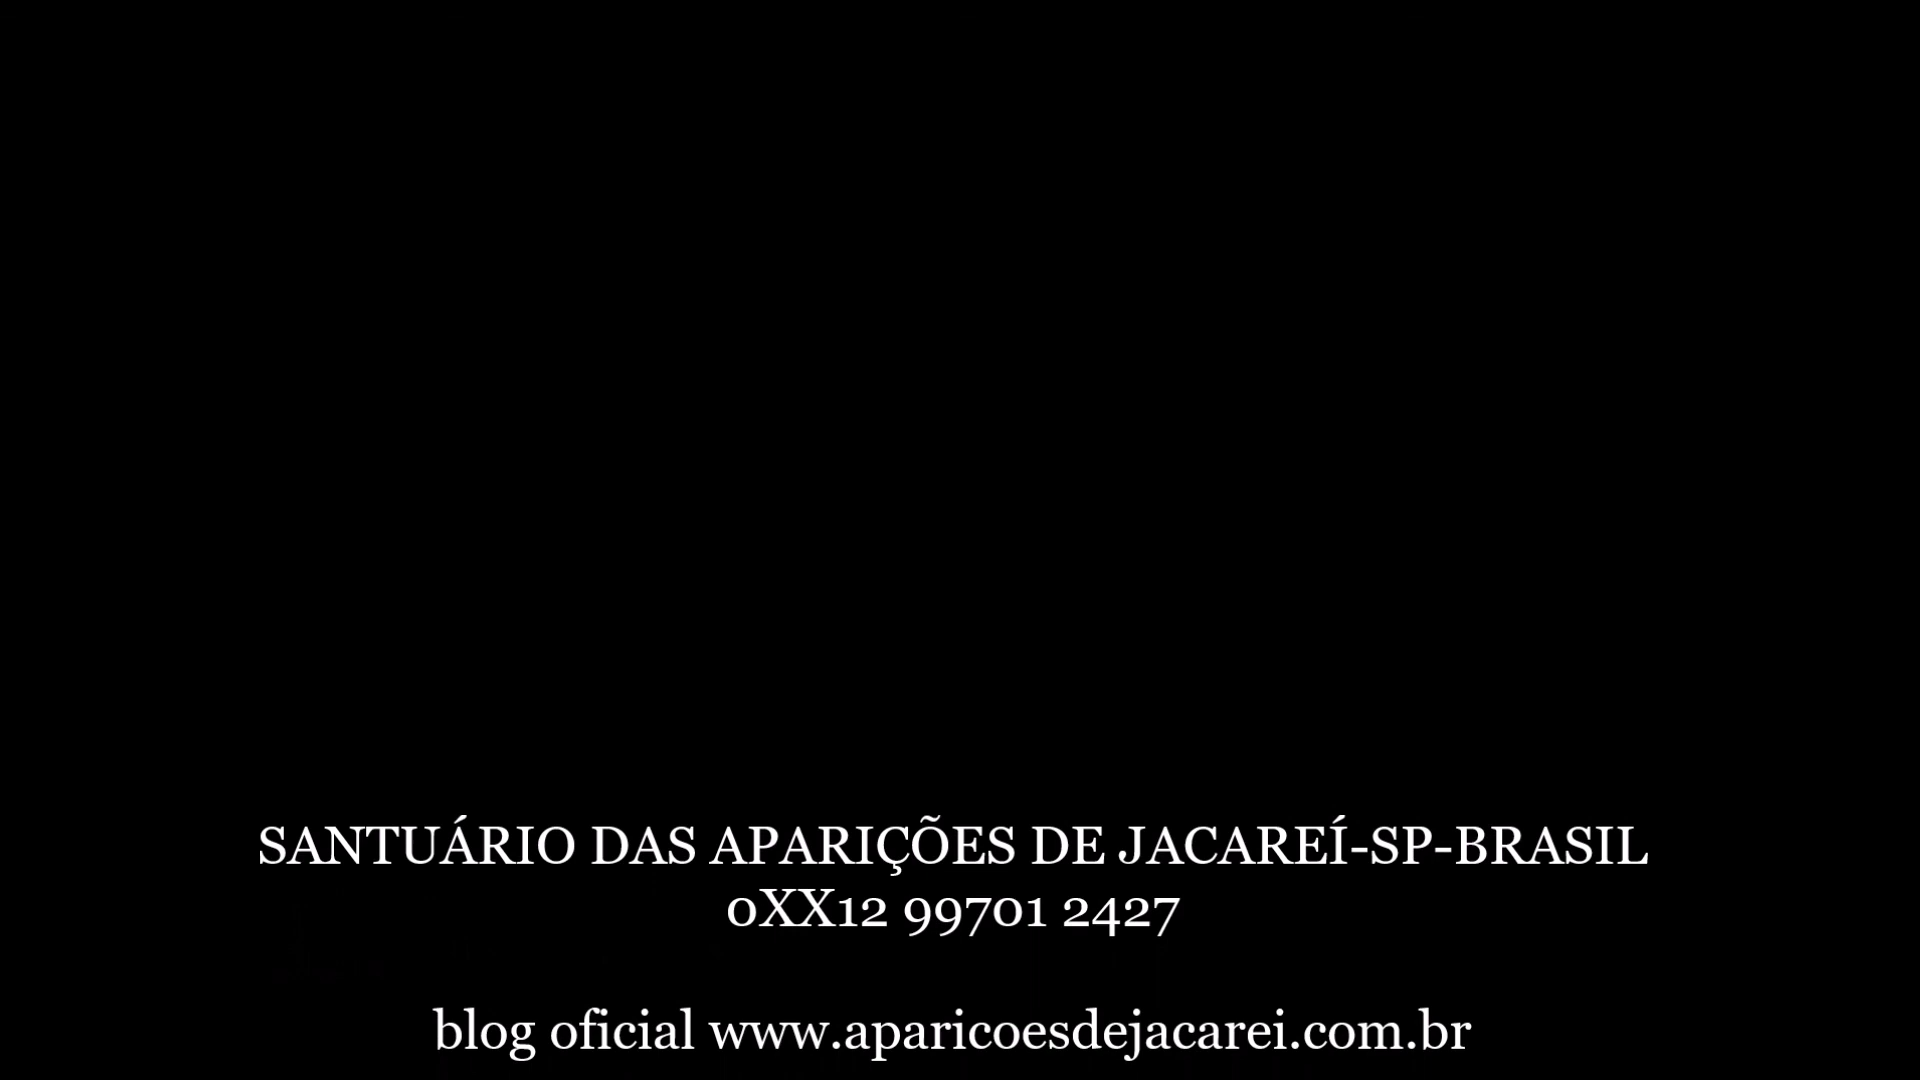 SANTUÁRIO DAS APARIÇÕES DE JACAREÍ-SP-BRASIL
0XX12 99701 2427
blog oficial www.aparicoesdejacarei.com.br